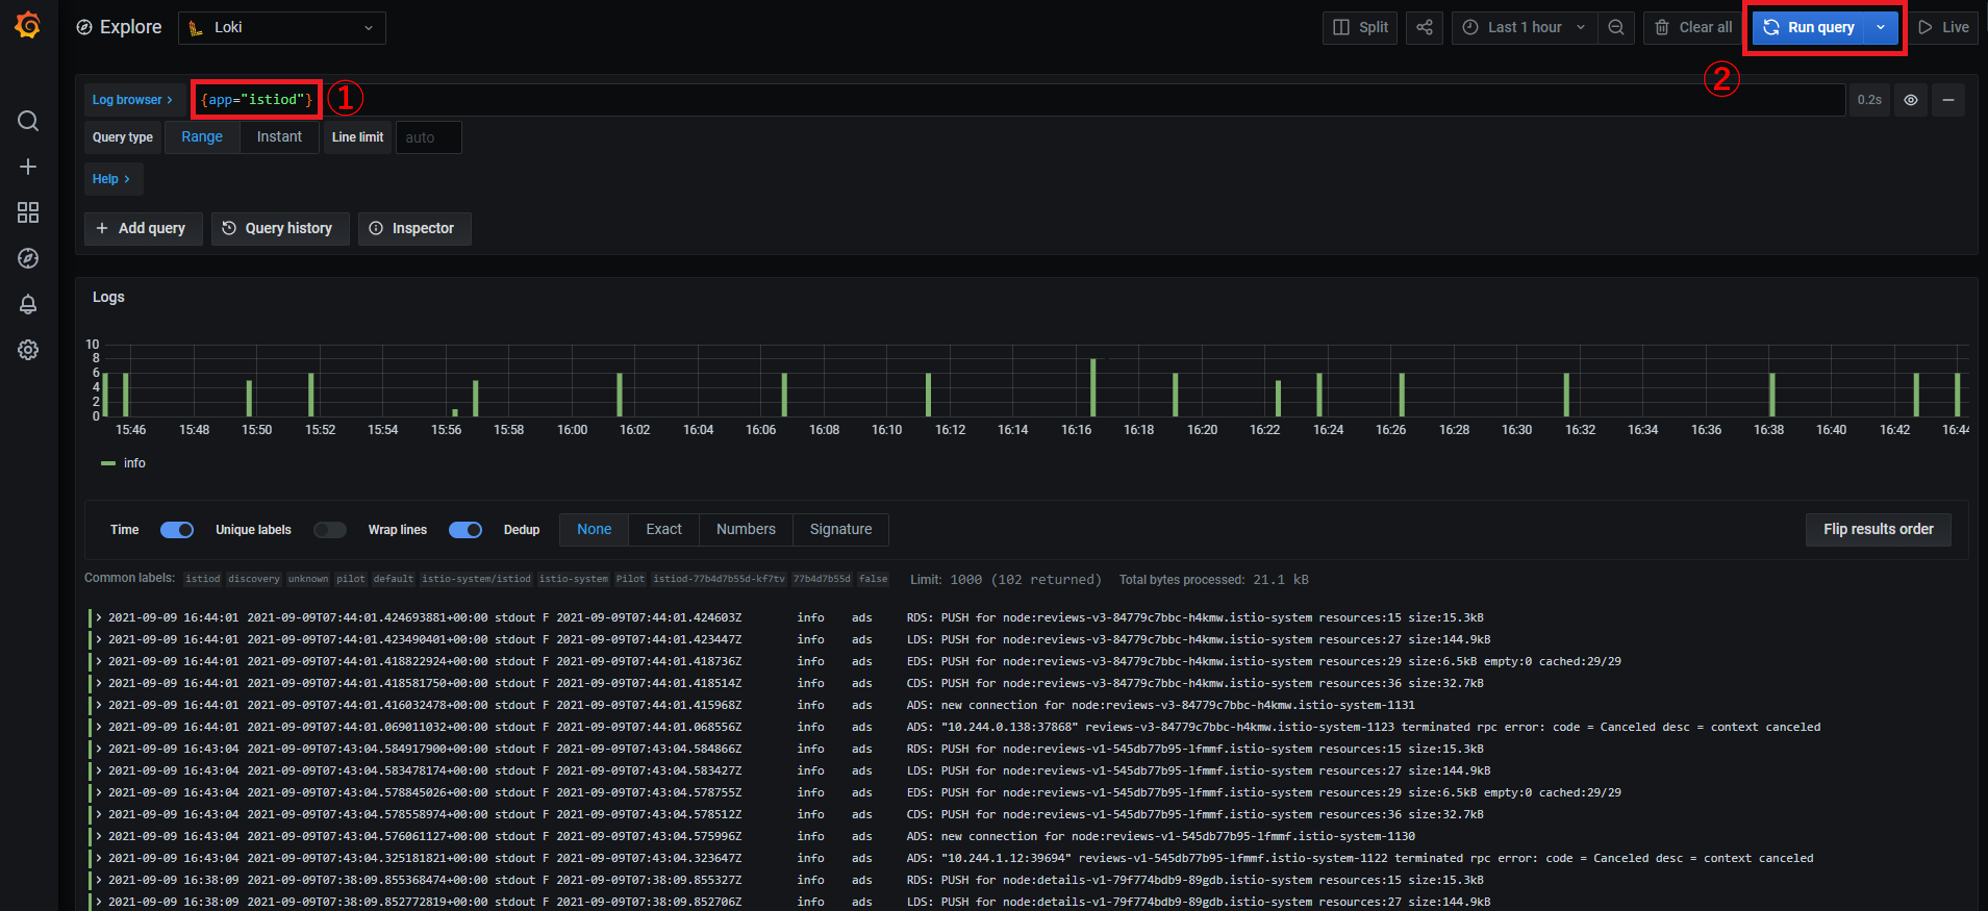 Explore Loki Split Last 1 hour Clear all Run query Live
②
Log browser > {app="istiod"} ① 0.2s
Query type Range Instant Line limit auto
Help >
+ Add query Query history Inspector
Logs
10
8
6
4
2
0
15:46 15:48 15:50 15:52 15:54 15:56 15:58 16:00 16:02 16:04 16:06 16:08 16:10 16:12 16:14 16:16 16:18 16:20 16:22 16:24 16:26 16:28 16:30 16:32 16:34 16:36 16:38 16:40 16:42 16:44
info
Time Unique labels Wrap lines Dedup None Exact Numbers Signature Flip results order
Common labels: istiod discovery unknown pilot default istio-system/istiod istio-system Pilot istiod-77b4d7b55d-kf7tv 77b4d7b55d false Limit: 1000 (102 returned) Total bytes processed: 21.1 kB
> 2021-09-09 16:44:01 2021-09-09T07:44:01.424693881+00:00 stdout F 2021-09-09T07:44:01.424603Z info ads RDS: PUSH for node:reviews-v3-84779c7bbc-h4kmw.istio-system resources:15 size:15.3kB
> 2021-09-09 16:44:01 2021-09-09T07:44:01.423490401+00:00 stdout F 2021-09-09T07:44:01.423447Z info ads LDS: PUSH for node:reviews-v3-84779c7bbc-h4kmw.istio-system resources:27 size:144.9kB
> 2021-09-09 16:44:01 2021-09-09T07:44:01.418822924+00:00 stdout F 2021-09-09T07:44:01.418736Z info ads EDS: PUSH for node:reviews-v3-84779c7bbc-h4kmw.istio-system resources:29 size:6.5kB empty:0 cached:29/29
> 2021-09-09 16:44:01 2021-09-09T07:44:01.418581750+00:00 stdout F 2021-09-09T07:44:01.418514Z info ads CDS: PUSH for node:reviews-v3-84779c7bbc-h4kmw.istio-system resources:36 size:32.7kB
> 2021-09-09 16:44:01 2021-09-09T07:44:01.416032478+00:00 stdout F 2021-09-09T07:44:01.415968Z info ads ADS: new connection for node:reviews-v3-84779c7bbc-h4kmw.istio-system-1131
> 2021-09-09 16:44:01 2021-09-09T07:44:01.069011032+00:00 stdout F 2021-09-09T07:44:01.068556Z info ads ADS: "10.244.0.138:37868" reviews-v3-84779c7bbc-h4kmw.istio-system-1123 terminated rpc error: code = Canceled desc = context canceled
> 2021-09-09 16:43:04 2021-09-09T07:43:04.584917900+00:00 stdout F 2021-09-09T07:43:04.584866Z info ads RDS: PUSH for node:reviews-v1-545db77b95-lfmmf.istio-system resources:15 size:15.3kB
> 2021-09-09 16:43:04 2021-09-09T07:43:04.583478174+00:00 stdout F 2021-09-09T07:43:04.583427Z info ads LDS: PUSH for node:reviews-v1-545db77b95-lfmmf.istio-system resources:27 size:144.9kB
> 2021-09-09 16:43:04 2021-09-09T07:43:04.578845026+00:00 stdout F 2021-09-09T07:43:04.578755Z info ads EDS: PUSH for node:reviews-v1-545db77b95-lfmmf.istio-system resources:29 size:6.5kB empty:0 cached:29/29
> 2021-09-09 16:43:04 2021-09-09T07:43:04.578558974+00:00 stdout F 2021-09-09T07:43:04.578512Z info ads CDS: PUSH for node:reviews-v1-545db77b95-lfmmf.istio-system resources:36 size:32.7kB
> 2021-09-09 16:43:04 2021-09-09T07:43:04.576061127+00:00 stdout F 2021-09-09T07:43:04.575996Z info ads ADS: new connection for node:reviews-v1-545db77b95-lfmmf.istio-system-1130
> 2021-09-09 16:43:04 2021-09-09T07:43:04.325181821+00:00 stdout F 2021-09-09T07:43:04.323647Z info ads ADS: "10.244.1.12:39694" reviews-v1-545db77b95-lfmmf.istio-system-1122 terminated rpc error: code = Canceled desc = context canceled
> 2021-09-09 16:38:09 2021-09-09T07:38:09.855368474+00:00 stdout F 2021-09-09T07:38:09.855327Z info ads RDS: PUSH for node:details-v1-79f774bdb9-89gdb.istio-system resources:15 size:15.3kB
> 2021-09-09 16:38:09 2021-09-09T07:38:09.852772819+00:00 stdout F 2021-09-09T07:38:09.852706Z info ads LDS: PUSH for node:details-v1-79f774bdb9-89gdb.istio-system resources:27 size:144.9kB